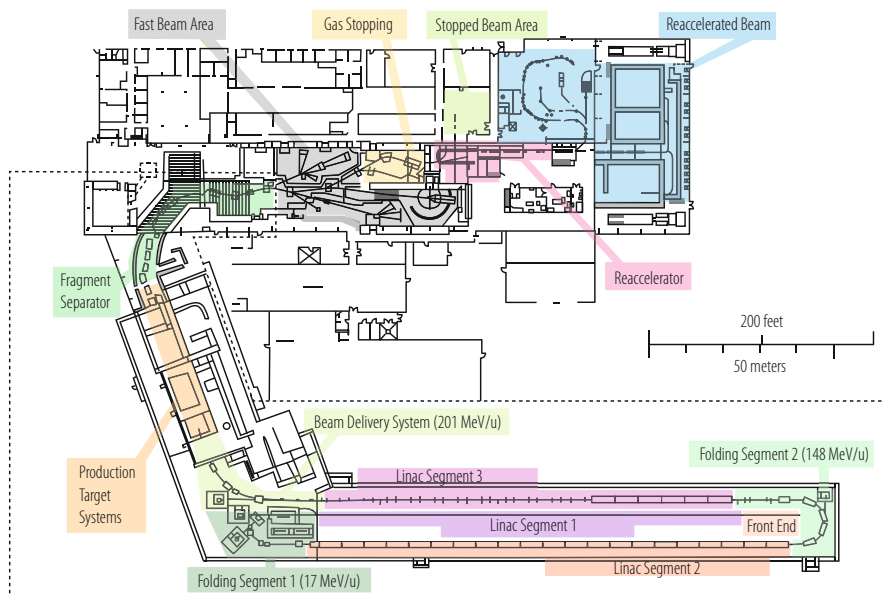 Fast Beam Area
Gas Stopping
Stopped Beam Area
Reaccelerated Beam
Fragment
Separator
Reaccelerator
200 feet
50 meters
Beam Delivery System (201 MeV/u)
Production
Target
Systems
Folding Segment 2 (148 MeV/u)
Linac Segment 3
Linac Segment 1
Front End
Linac Segment 2
Folding Segment 1 (17 MeV/u)